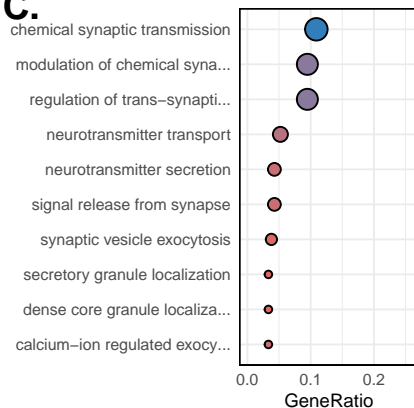 C.
chemical synaptic transmission
modulation of chemical syna...
regulation of trans−synapti...
neurotransmitter transport
neurotransmitter secretion
signal release from synapse
synaptic vesicle exocytosis
secretory granule localization
dense core granule localiza...
calcium−ion regulated exocy...
0.0 0.1 0.2
GeneRatio